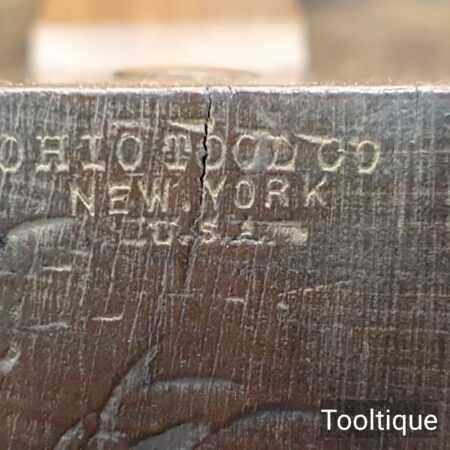 OHIO TOOL CO
NEW YORK
U.S.A.
Tooltique